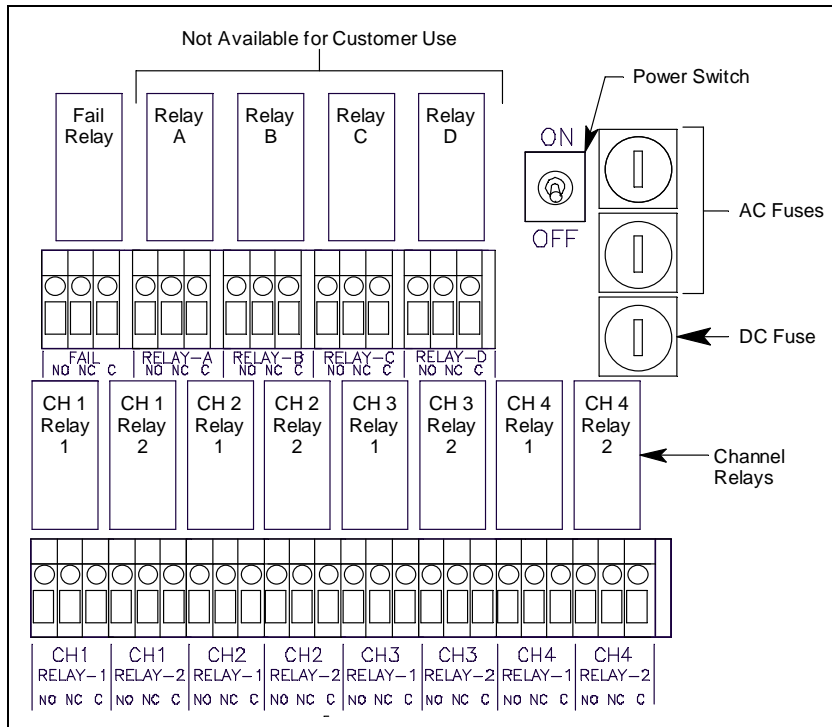 Not Available for Customer Use
Power Switch
Fail
Relay
Relay
A
Relay
B
Relay
C
Relay
D
ON
OFF
AC Fuses
DC Fuse
FAIL
NO NC C
RELAY-A
NO NC C
RELAY-B
NO NC C
RELAY-C
NO NC C
RELAY-D
NO NC C
CH 1
Relay
1
CH 1
Relay
2
CH 2
Relay
1
CH 2
Relay
2
CH 3
Relay
1
CH 3
Relay
2
CH 4
Relay
1
CH 4
Relay
2
Channel
Relays
CH1
RELAY-1
NO NC C
CH1
RELAY-2
NO NC C
CH2
RELAY-1
NO NC C
CH2
RELAY-2
NO NC C
CH3
RELAY-1
NO NC C
CH3
RELAY-2
NO NC C
CH4
RELAY-1
NO NC C
CH4
RELAY-2
NO NC C